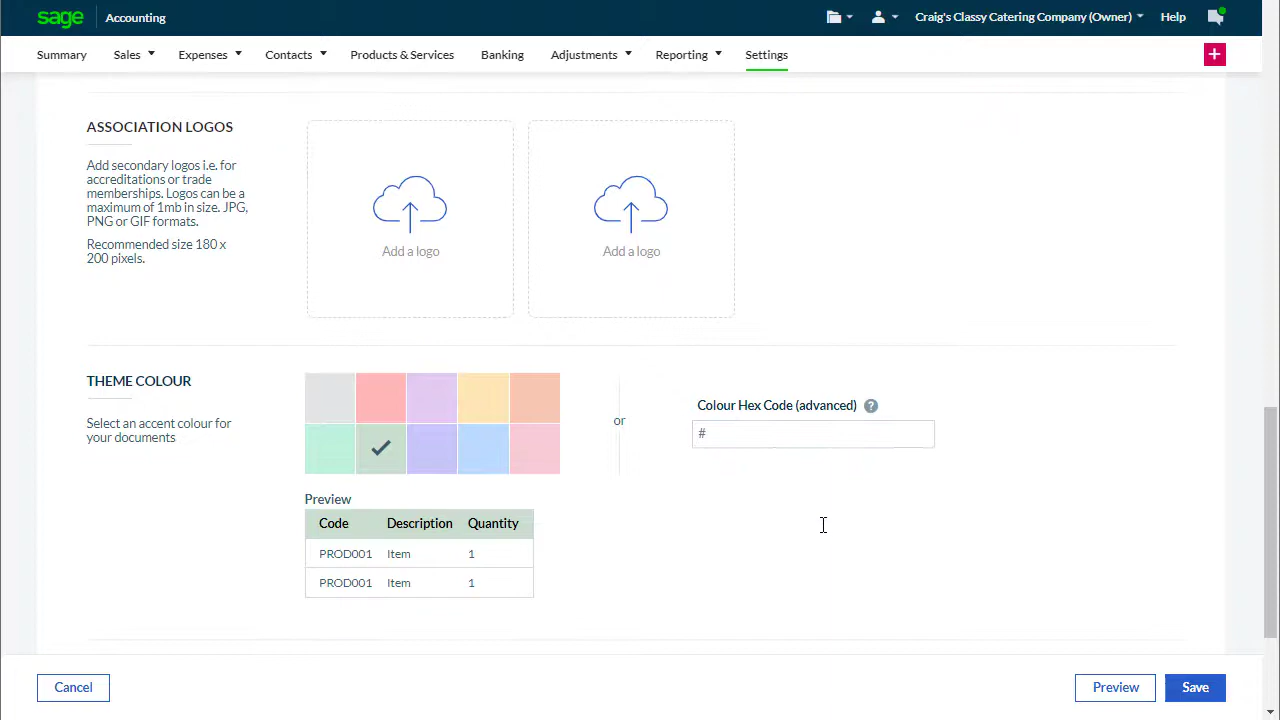 sage Accounting Craig's Classy Catering Company (Owner) Help
Summary Sales Expenses Contacts Products & Services Banking Adjustments Reporting Settings +
ASSOCIATION LOGOS
Add secondary logos i.e. for
accreditations or trade
memberships. Logos can be a
maximum of 1mb in size. JPG,
PNG or GIF formats.
Recommended size 180 x
200 pixels.
Add a logo Add a logo
THEME COLOUR
Select an accent colour for
your documents
or
Colour Hex Code (advanced) ?
#
Preview
Code Description Quantity
PROD001 Item 1
PROD001 Item 1
Cancel Preview Save